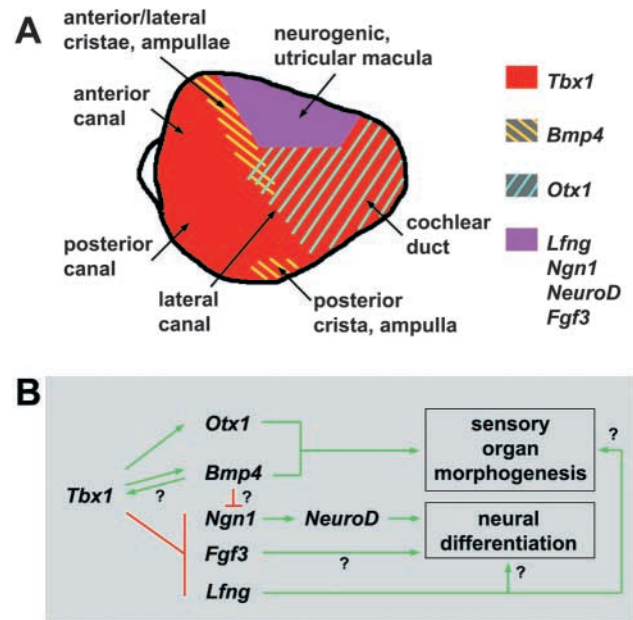 A
anterior/lateral
cristae, ampullae
neurogenic,
utricular macula
anterior
canal
posterior
canal
lateral
canal
posterior
crista, ampulla
cochlear
duct
Tbx1
Bmp4
Otx1
Lfng
Ngn1
NeuroD
Fgf3
B
Otx1
Bmp4
Tbx1
?
?
Ngn1
NeuroD
Fgf3
?
Lfng
sensory
organ
morphogenesis
?
neural
differentiation
?